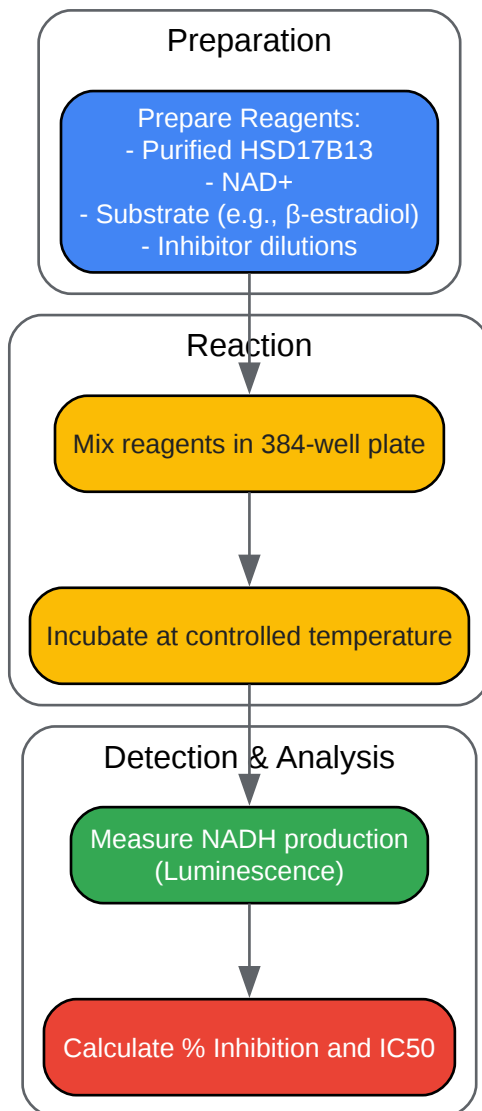 Preparation
Prepare Reagents:
- Purified HSD17B13
- NAD+
- Substrate (e.g., β-estradiol)
- Inhibitor dilutions
Reaction
Mix reagents in 384-well plate
Incubate at controlled temperature
Detection & Analysis
Measure NADH production
(Luminescence)
Calculate % Inhibition and IC50